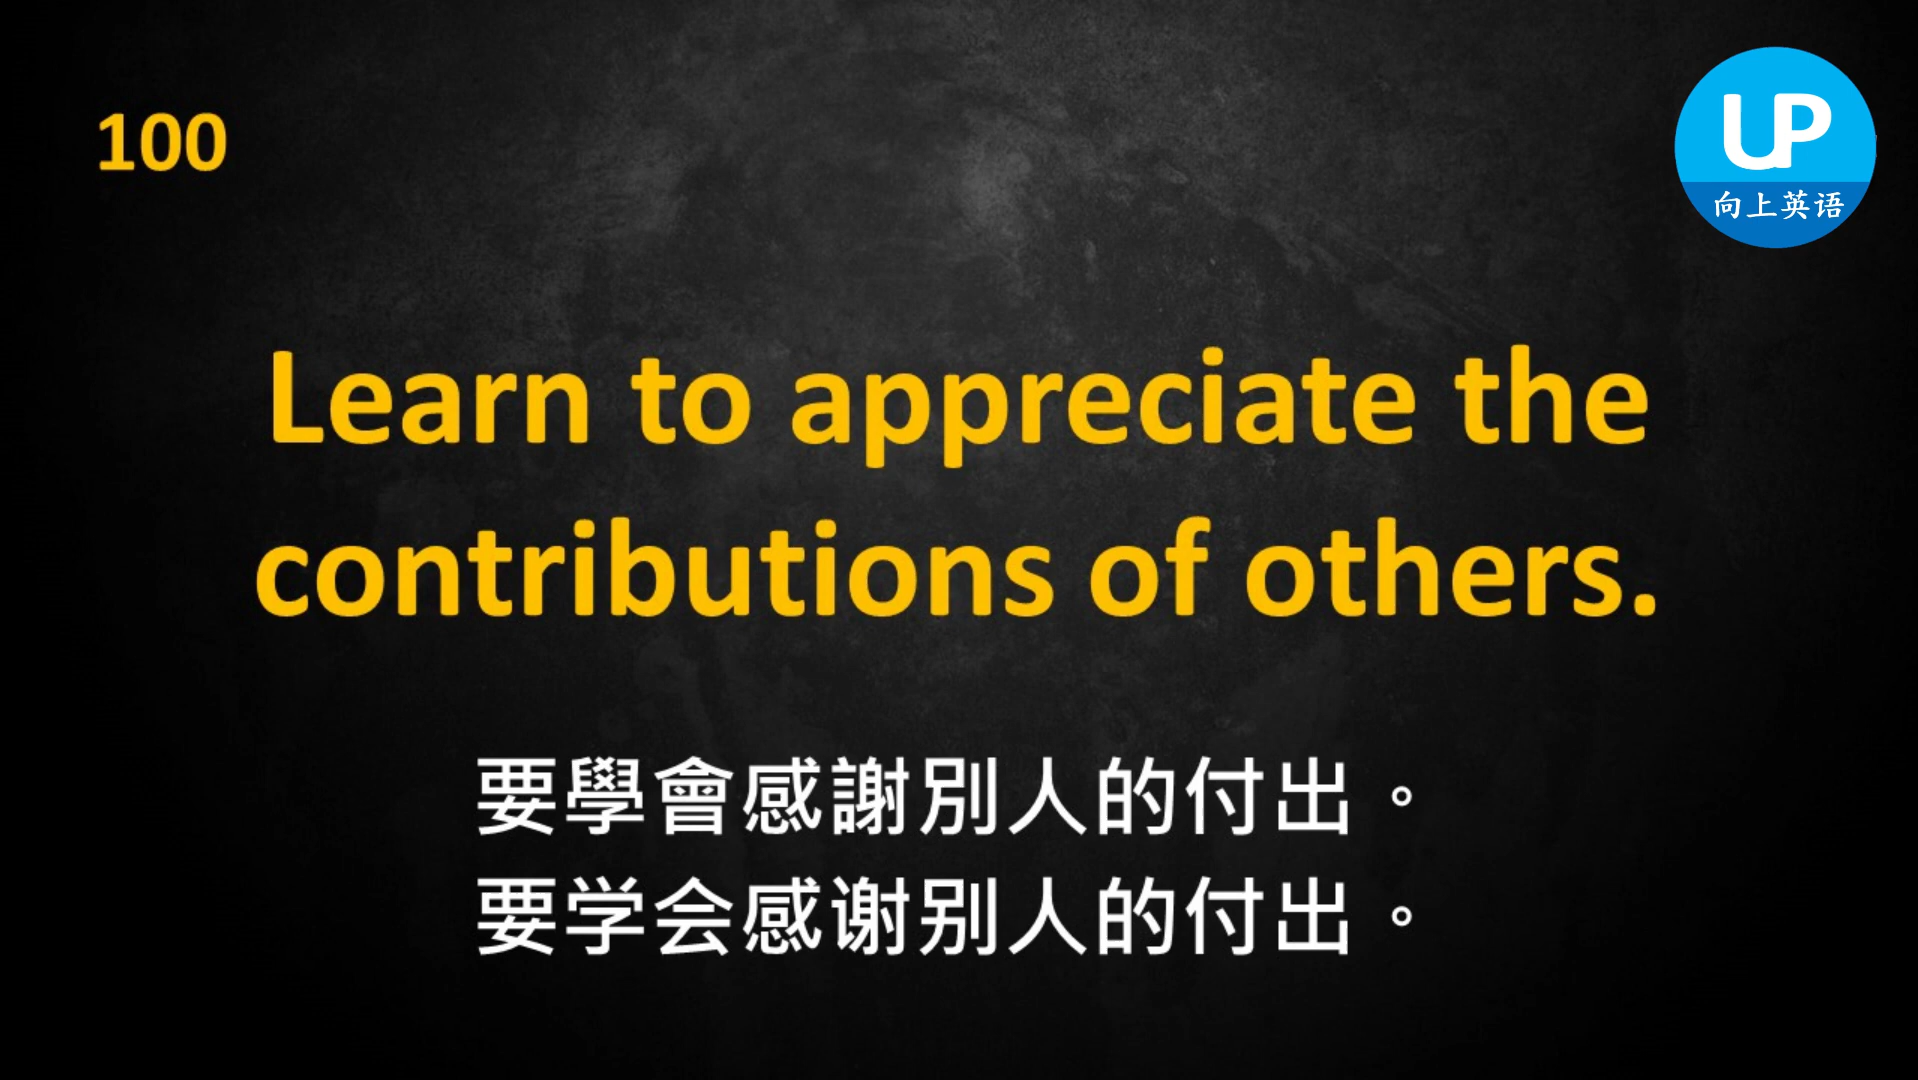 100
UP
向上英语
Learn to appreciate the
contributions of others.
要學會感謝別人的付出。
要学会感谢别人的付出。